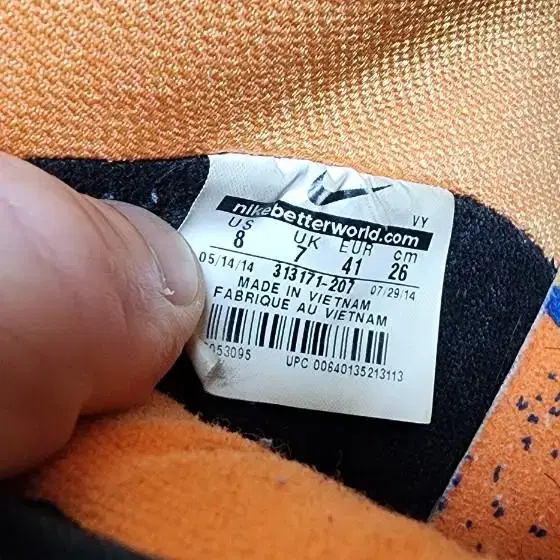 VY
nikebetterworld.com
US UK EUR cm
8 7 41 26
05/14/14 313171-207 07/29/14
MADE IN VIETNAM
FABRIQUE AU VIETNAM
053095 UPC 00640135213113